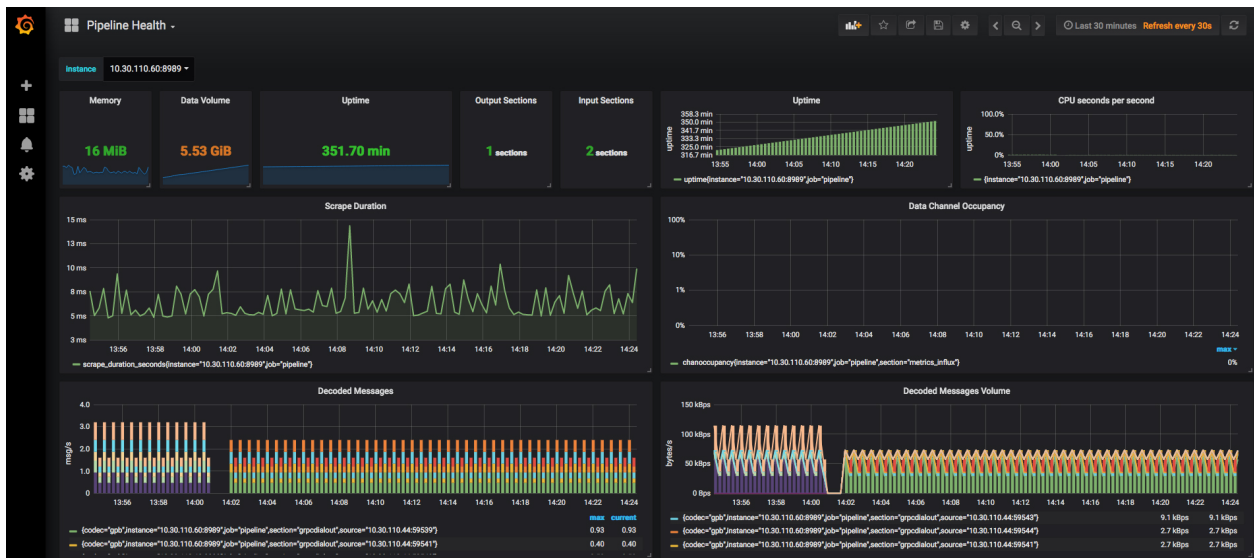 Pipeline Health
Last 30 minutes Refresh every 30s
Instance 10.30.110.60:8989
Memory
16 MiB
Data Volume
5.53 GiB
Uptime
351.70 min
Output Sections
1 sections
Input Sections
2 sections
Uptime
uptime
358.3 min
350.0 min
341.7 min
333.3 min
325.0 min
316.7 min
13:55 14:00 14:05 14:10 14:15 14:20
uptime{instance="10.30.110.60:8989",job="pipeline"}
CPU seconds per second
uptime
100.0%
50.0%
0%
13:55 14:00 14:05 14:10 14:15 14:20
{instance="10.30.110.60:8989",job="pipeline"}
Scrape Duration
15 ms
13 ms
10 ms
8 ms
5 ms
3 ms
13:56 13:58 14:00 14:02 14:04 14:06 14:08 14:10 14:12 14:14 14:16 14:18 14:20 14:22 14:24
scrape_duration_seconds{instance="10.30.110.60:8989",job="pipeline"}
Data Channel Occupancy
100%
10%
1%
0%
13:56 13:58 14:00 14:02 14:04 14:06 14:08 14:10 14:12 14:14 14:16 14:18 14:20 14:22 14:24
max
chanoccupancy{instance="10.30.110.60:8989",job="pipeline",section="metrics_influx"} 0%
Decoded Messages
msg/s
4.0
3.0
2.0
1.0
0
13:56 13:58 14:00 14:02 14:04 14:06 14:08 14:10 14:12 14:14 14:16 14:18 14:20 14:22 14:24
max current
{codec="gpb",instance="10.30.110.60:8989",job="pipeline",section="grpcdialout",source="10.30.110.44:59539"} 0.93 0.93
{codec="gpb",instance="10.30.110.60:8989",job="pipeline",section="grpcdialout",source="10.30.110.44:59541"} 0.40 0.40
Decoded Messages Volume
bytes/s
150 kBps
100 kBps
50 kBps
0 Bps
13:56 13:58 14:00 14:02 14:04 14:06 14:08 14:10 14:12 14:14 14:16 14:18 14:20 14:22 14:24
{codec="gpb",instance="10.30.110.60:8989",job="pipeline",section="grpcdialout",source="10.30.110.44:59543"} 9.1 kBps 9.1 kBps
{codec="gpb",instance="10.30.110.60:8989",job="pipeline",section="grpcdialout",source="10.30.110.44:59544"} 2.7 kBps 2.7 kBps
{codec="gpb",instance="10.30.110.60:8989",job="pipeline",section="grpcdialout",source="10.30.110.44:59541"} 2.7 kBps 2.7 kBps